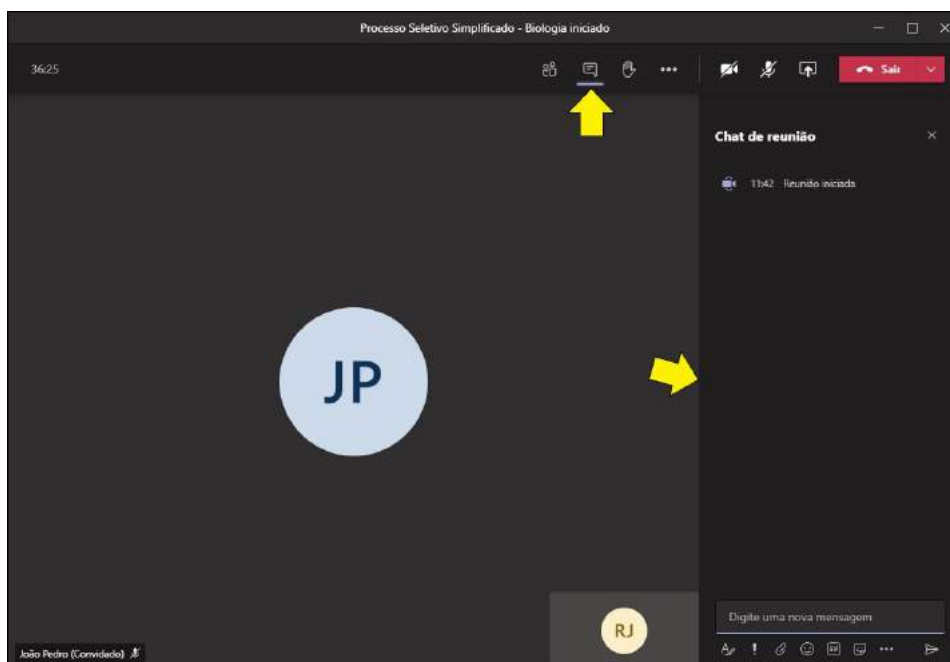 Processo Seletivo Simplificado - Biologia iniciado
36:25
Sair
Chat de reunião
11:42 Reunião iniciada
JP
RJ
Digite uma nova mensagem
João Pedro (Convidado)